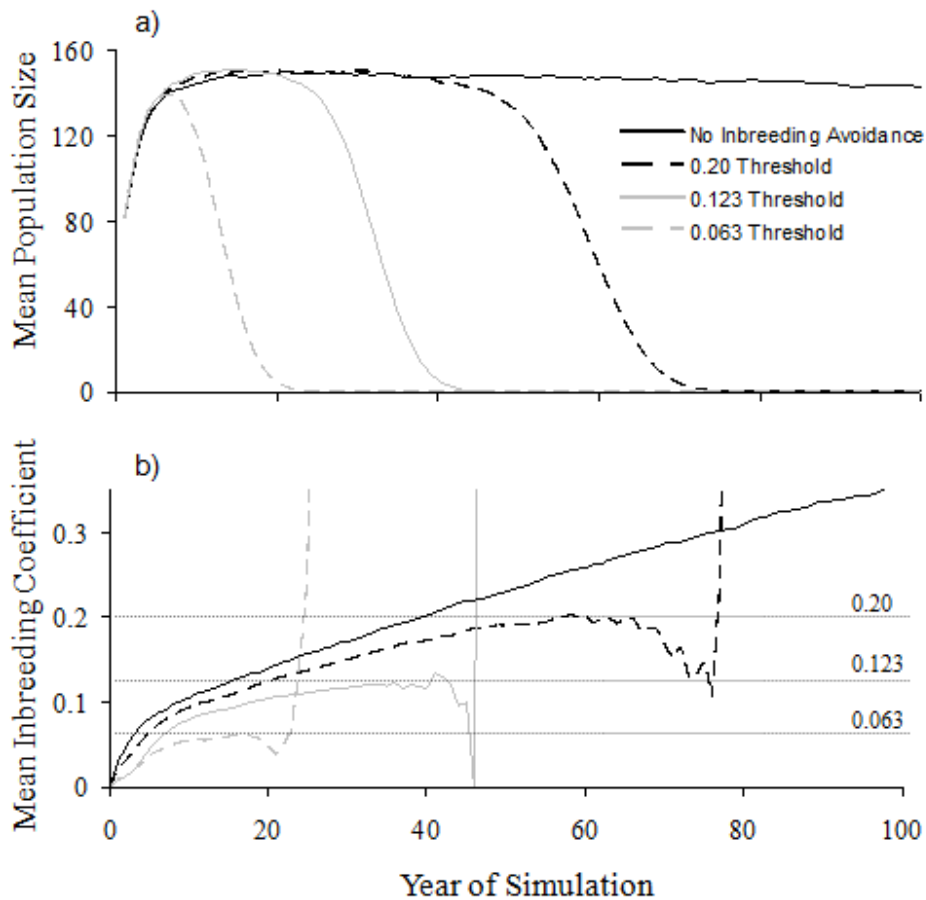 a)
Mean Population Size
160
120
80
40
0
No Inbreeding Avoidance
0.20 Threshold
0.123 Threshold
0.063 Threshold
b)
Mean Inbreeding Coefficient
0.3
0.2
0.1
0
0.20
0.123
0.063
0 20 40 60 80 100
Year of Simulation